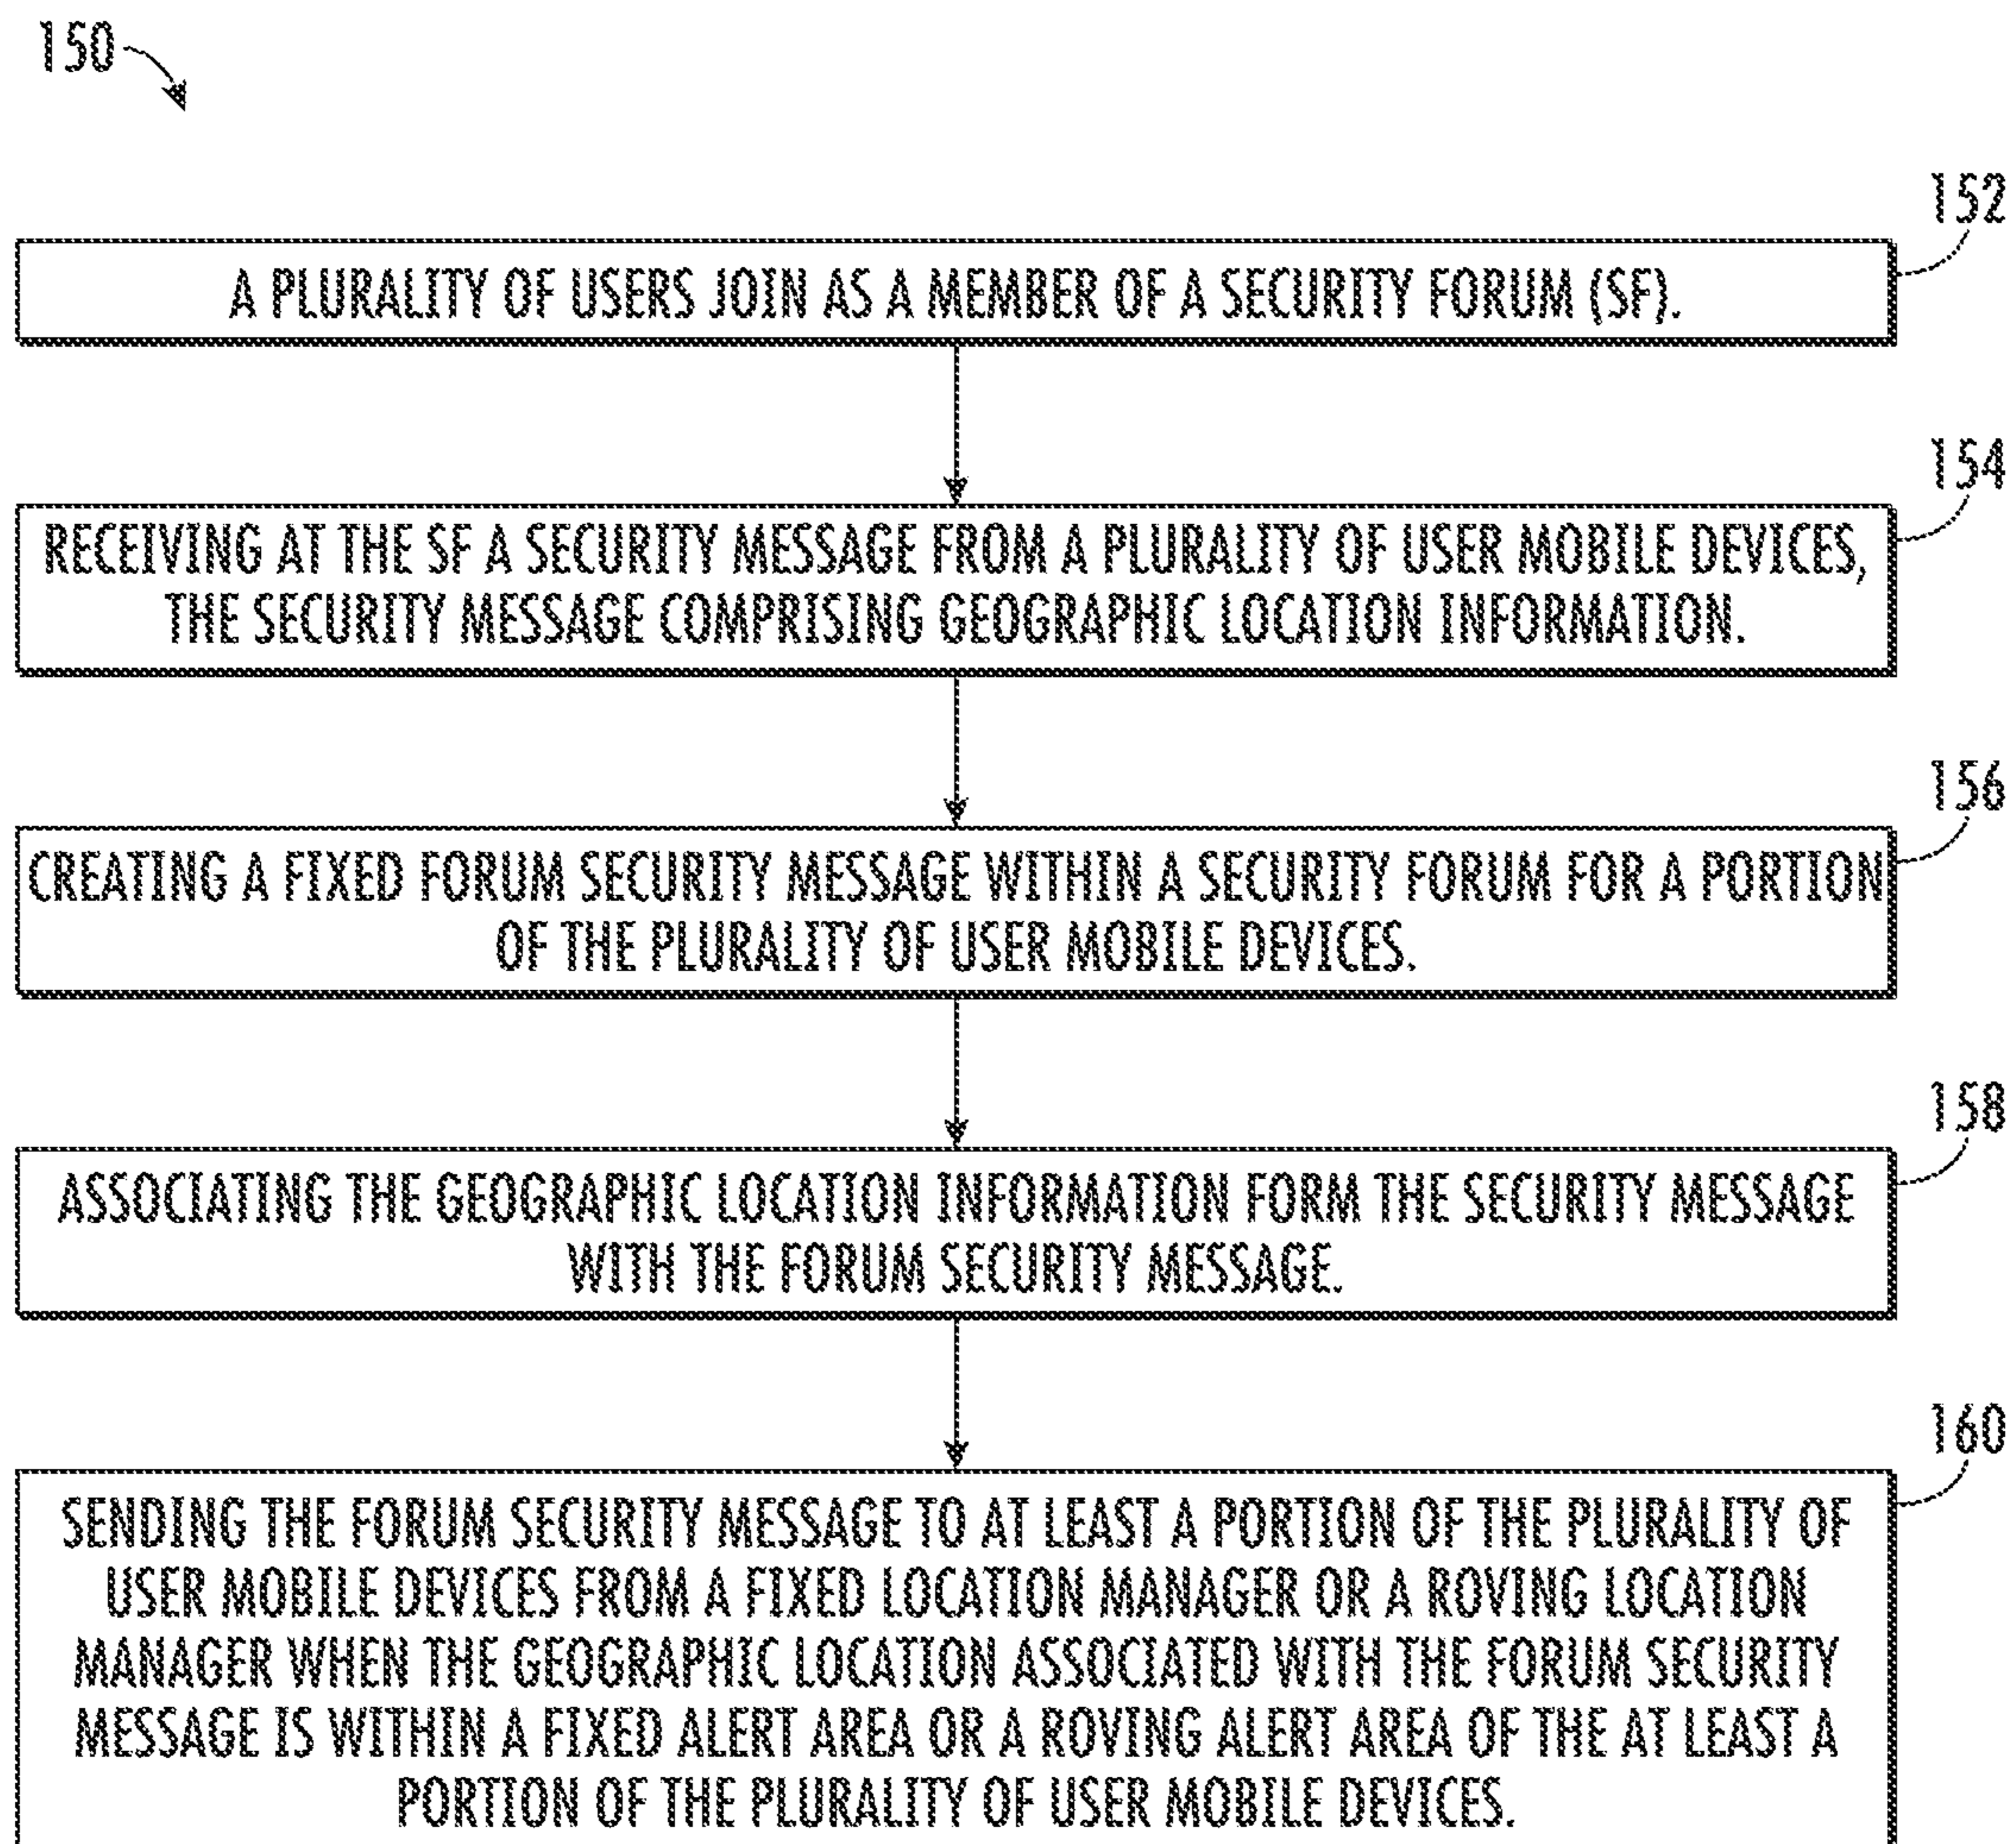 150
152
A PLURALITY OF USERS JOIN AS A MEMBER OF A SECURITY FORUM (SF).
154
RECEIVING AT THE SF A SECURITY MESSAGE FROM A PLURALITY OF USER MOBILE DEVICES,
THE SECURITY MESSAGE COMPRISING GEOGRAPHIC LOCATION INFORMATION.
156
CREATING A FIXED FORUM SECURITY MESSAGE WITHIN A SECURITY FORUM FOR A PORTION
OF THE PLURALITY OF USER MOBILE DEVICES.
158
ASSOCIATING THE GEOGRAPHIC LOCATION INFORMATION FORM THE SECURITY MESSAGE
WITH THE FORUM SECURITY MESSAGE.
160
SENDING THE FORUM SECURITY MESSAGE TO AT LEAST A PORTION OF THE PLURALITY OF
USER MOBILE DEVICES FROM A FIXED LOCATION MANAGER OR A ROVING LOCATION
MANAGER WHEN THE GEOGRAPHIC LOCATION ASSOCIATED WITH THE FORUM SECURITY
MESSAGE IS WITHIN A FIXED ALERT AREA OR A ROVING ALERT AREA OF THE AT LEAST A
PORTION OF THE PLURALITY OF USER MOBILE DEVICES.